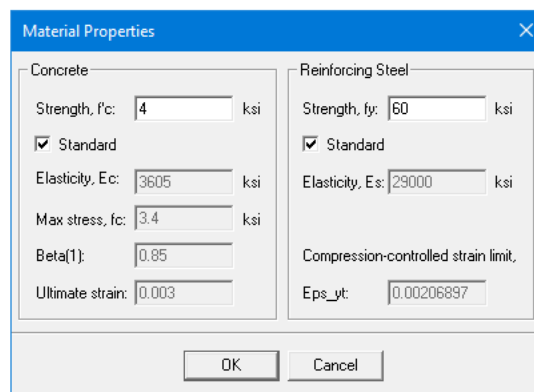 Material Properties
Concrete
Strength, f'c: 4 ksi
Standard
Elasticity, Ec: 3605 ksi
Max stress, fc: 3.4 ksi
Beta(1): 0.85
Ultimate strain: 0.003
Reinforcing Steel
Strength, fy: 60 ksi
Standard
Elasticity, Es: 29000 ksi
Compression-controlled strain limit,
Eps_yt: 0.00206897
OK Cancel